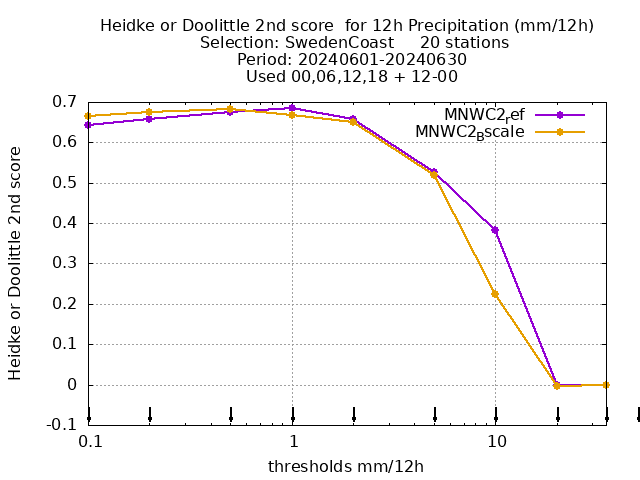 Heidke or Doolittle 2nd score  for 12h Precipitation (mm/12h)
Selection: SwedenCoast     20 stations
Period: 20240601-20240630
Used 00,06,12,18 + 12-00
Heidke or Doolittle 2nd score
0.7
0.6
0.5
0.4
0.3
0.2
0.1
0
-0.1
MNWC2ref
MNWC2Bscale
0.1
1
10
thresholds mm/12h